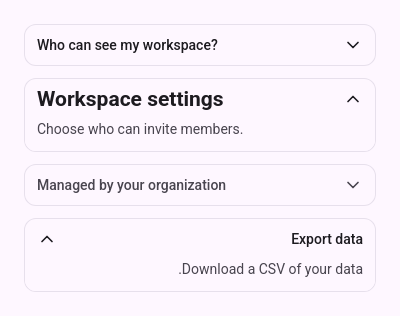 Who can see my workspace?
Workspace settings
Choose who can invite members.
Managed by your organization
Export data
.Download a CSV of your data